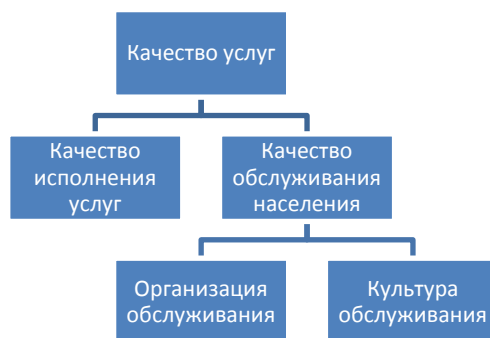 Качество услуг
Качество
исполнения
услуг
Качество
обслуживания
населения
Организация
обслуживания
Культура
обслуживания